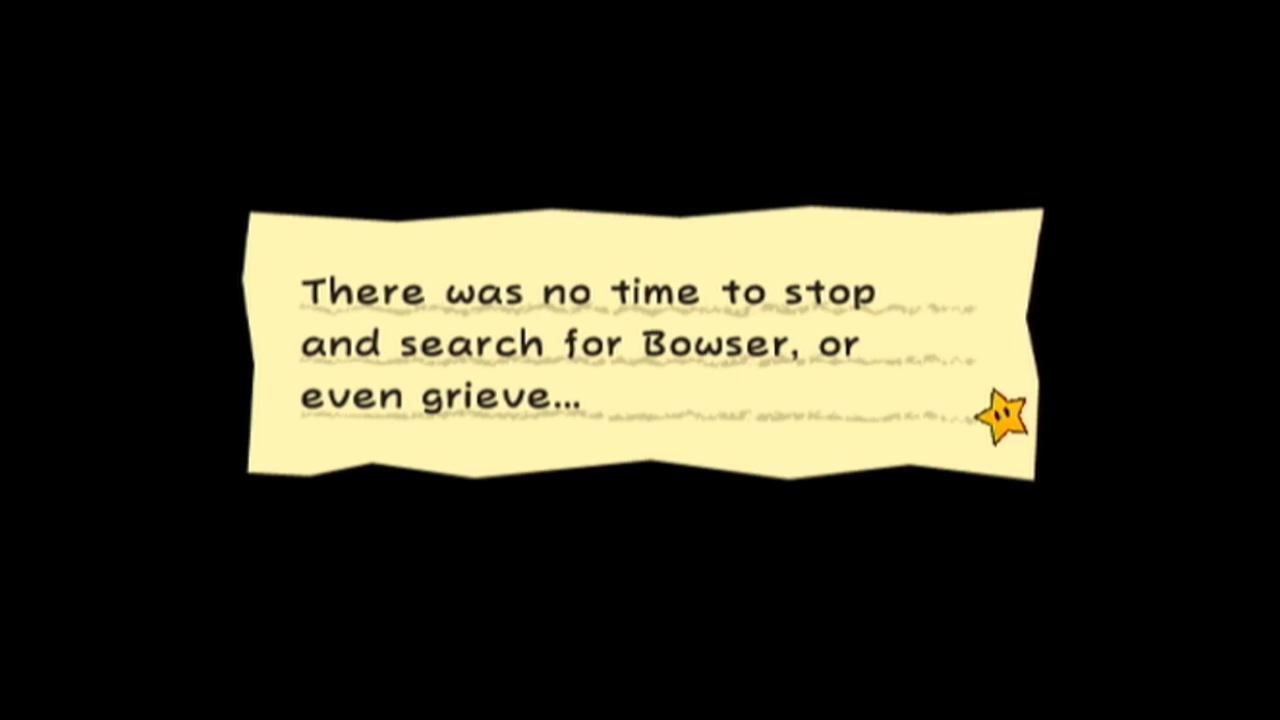 There was no time to stop
and search for Bowser, or
even grieve...